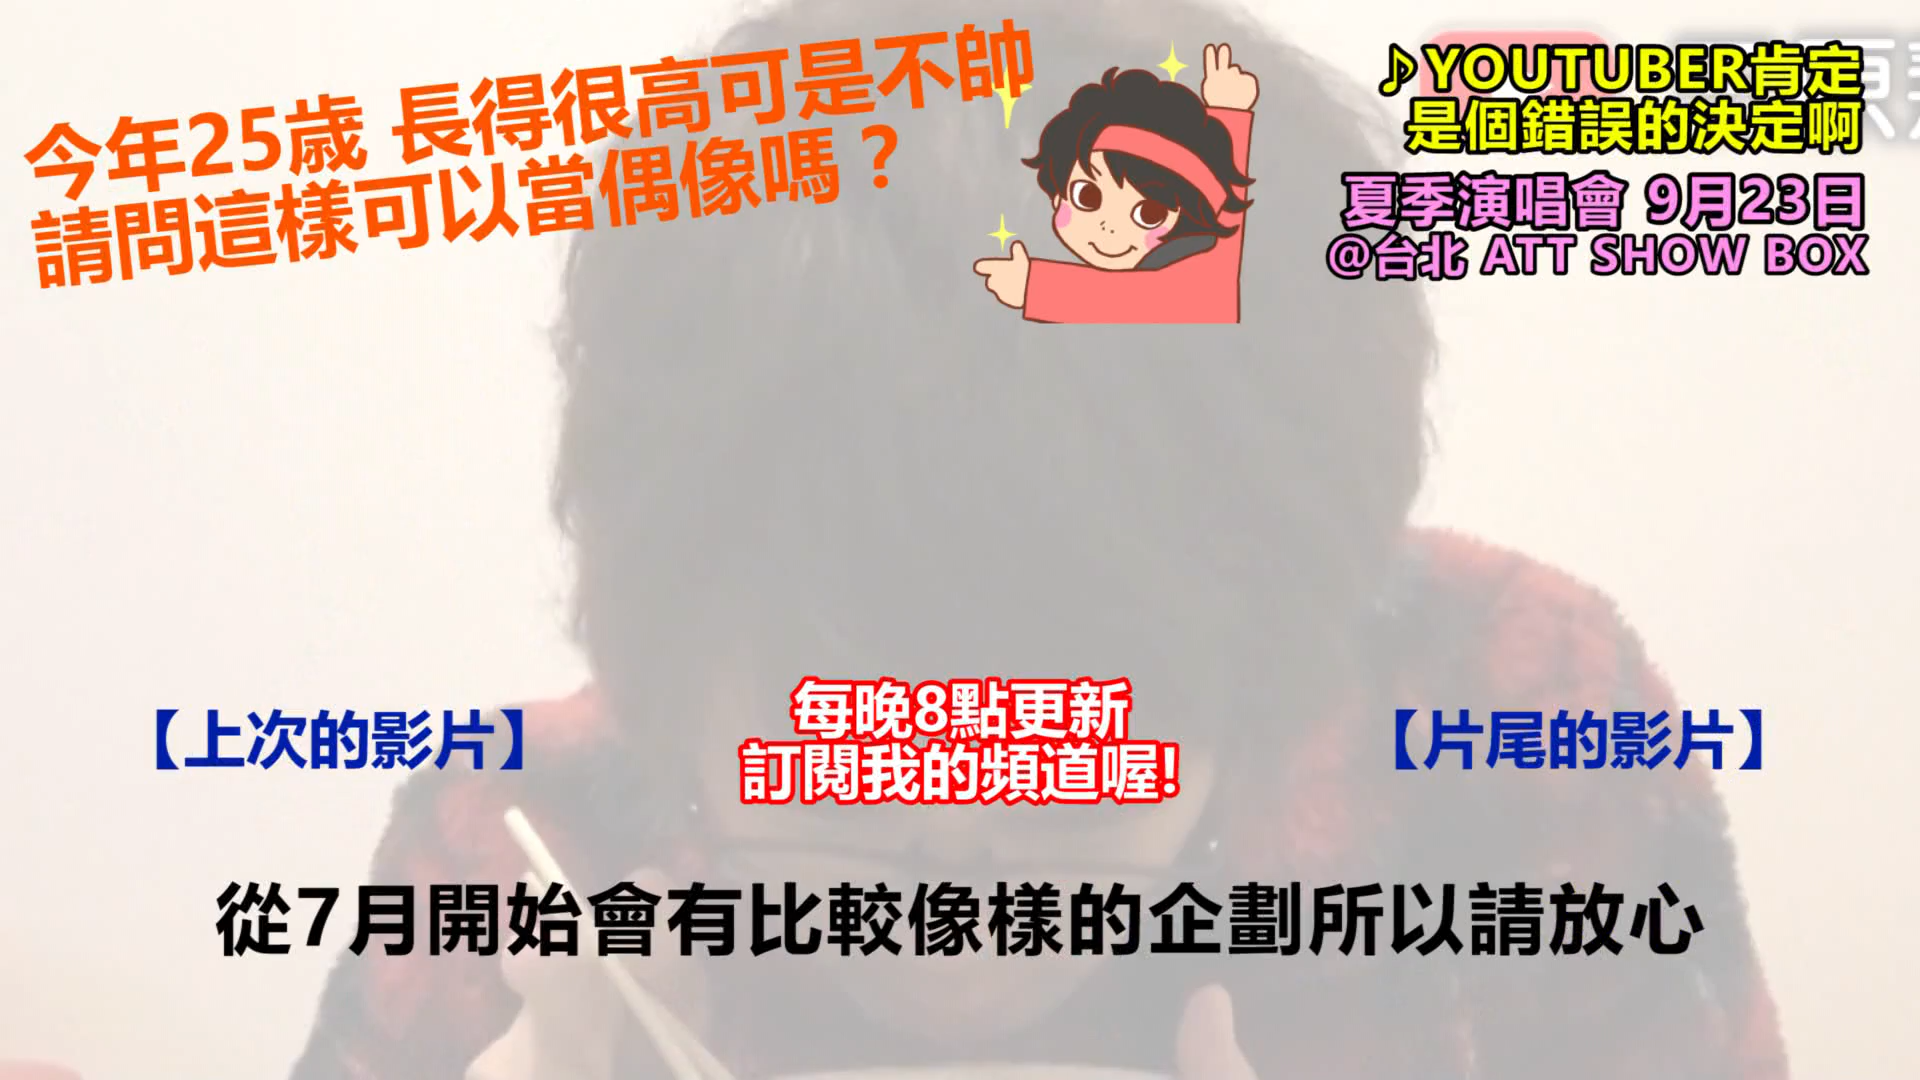 今年25歳 長得很高可是不帥
請問這樣可以當偶像嗎？
♪YOUTUBER肯定
是個錯誤的決定啊
夏季演唱會 9月23日
@台北 ATT SHOW BOX
【上次的影片】
每晚8點更新
訂閱我的頻道喔!
【片尾的影片】
從7月開始會有比較像樣的企劃所以請放心